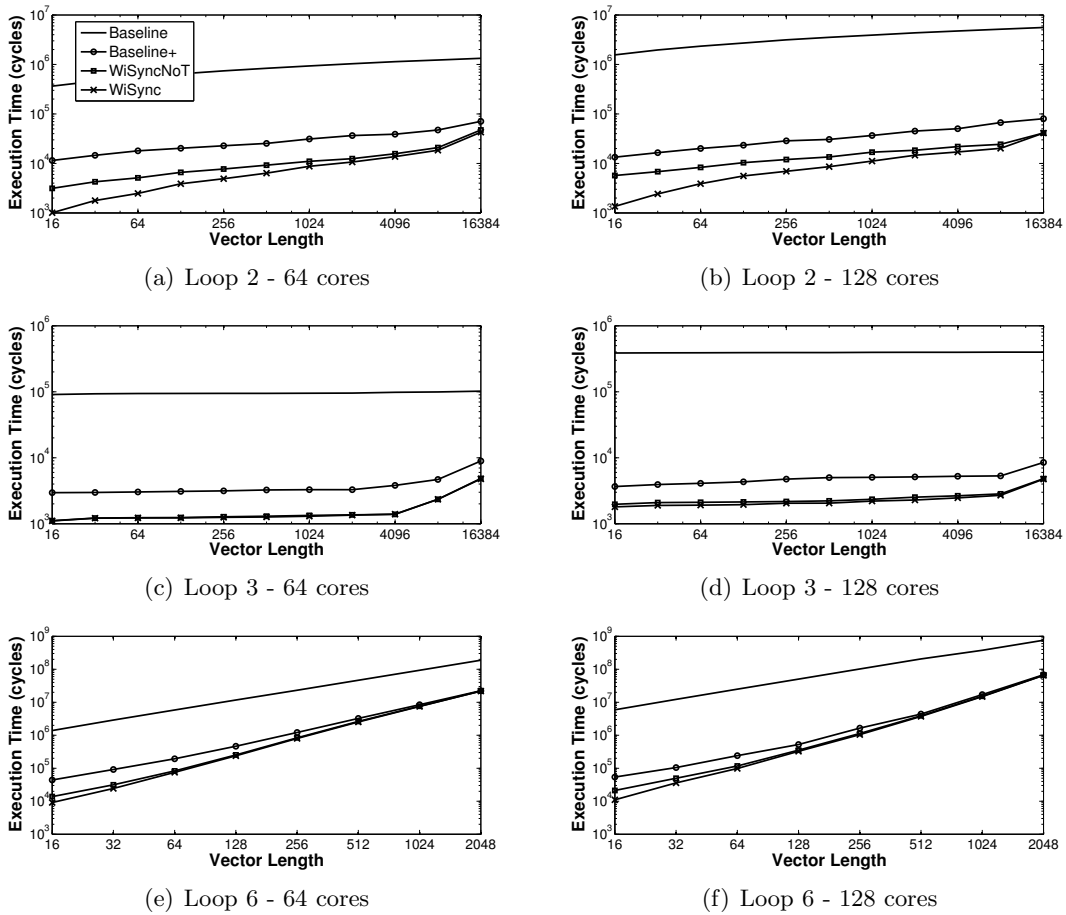 Execution Time (cycles)
10^7
10^6
10^5
10^4
10^3
Baseline
Baseline+
WiSyncNoT
WiSync
16 64 256 1024 4096 16384
Vector Length
(a) Loop 2 - 64 cores
Execution Time (cycles)
10^7
10^6
10^5
10^4
10^3
16 64 256 1024 4096 16384
Vector Length
(b) Loop 2 - 128 cores
Execution Time (cycles)
10^6
10^5
10^4
10^3
16 64 256 1024 4096 16384
Vector Length
(c) Loop 3 - 64 cores
Execution Time (cycles)
10^6
10^5
10^4
10^3
16 64 256 1024 4096 16384
Vector Length
(d) Loop 3 - 128 cores
Execution Time (cycles)
10^9
10^8
10^7
10^6
10^5
10^4
10^3
16 32 64 128 256 512 1024 2048
Vector Length
(e) Loop 6 - 64 cores
Execution Time (cycles)
10^9
10^8
10^7
10^6
10^5
10^4
10^3
16 32 64 128 256 512 1024 2048
Vector Length
(f) Loop 6 - 128 cores